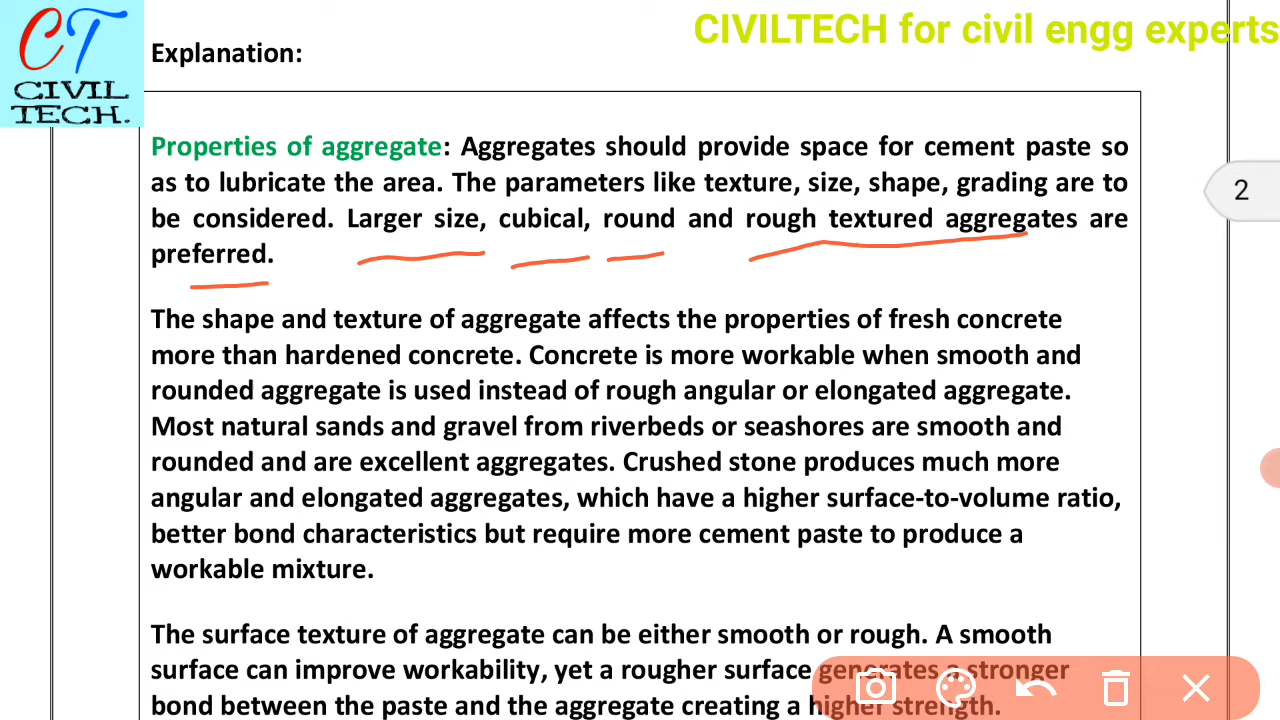 CT
CIVIL
TECH.
CIVILTECH for civil engg experts
Explanation:
Properties of aggregate: Aggregates should provide space for cement paste so
as to lubricate the area. The parameters like texture, size, shape, grading are to
be considered. Larger size, cubical, round and rough textured aggregates are
preferred.
2
The shape and texture of aggregate affects the properties of fresh concrete
more than hardened concrete. Concrete is more workable when smooth and
rounded aggregate is used instead of rough angular or elongated aggregate.
Most natural sands and gravel from riverbeds or seashores are smooth and
rounded and are excellent aggregates. Crushed stone produces much more
angular and elongated aggregates, which have a higher surface-to-volume ratio,
better bond characteristics but require more cement paste to produce a
workable mixture.
The surface texture of aggregate can be either smooth or rough. A smooth
surface can improve workability, yet a rougher surface generates a stronger
bond between the paste and the aggregate creating a higher strength.